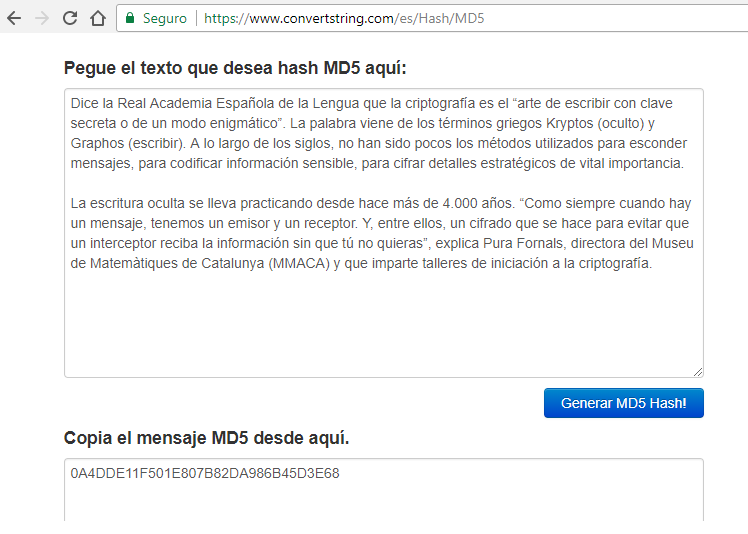 Seguro https://www.convertstring.com/es/Hash/MD5
Pegue el texto que desea hash MD5 aquí:
Dice la Real Academia Española de la Lengua que la criptografía es el “arte de escribir con clave
secreta o de un modo enigmático”. La palabra viene de los términos griegos Kryptos (oculto) y
Graphos (escribir). A lo largo de los siglos, no han sido pocos los métodos utilizados para esconder
mensajes, para codificar información sensible, para cifrar detalles estratégicos de vital importancia.
La escritura oculta se lleva practicando desde hace más de 4.000 años. “Como siempre cuando hay
un mensaje, tenemos un emisor y un receptor. Y, entre ellos, un cifrado que se hace para evitar que
un interceptor reciba la información sin que tú no quieras”, explica Pura Fornals, directora del Museu
de Matemàtiques de Catalunya (MMACA) y que imparte talleres de iniciación a la criptografía.
Generar MD5 Hash!
Copia el mensaje MD5 desde aquí.
0A4DDE11F501E807B82DA986B45D3E68